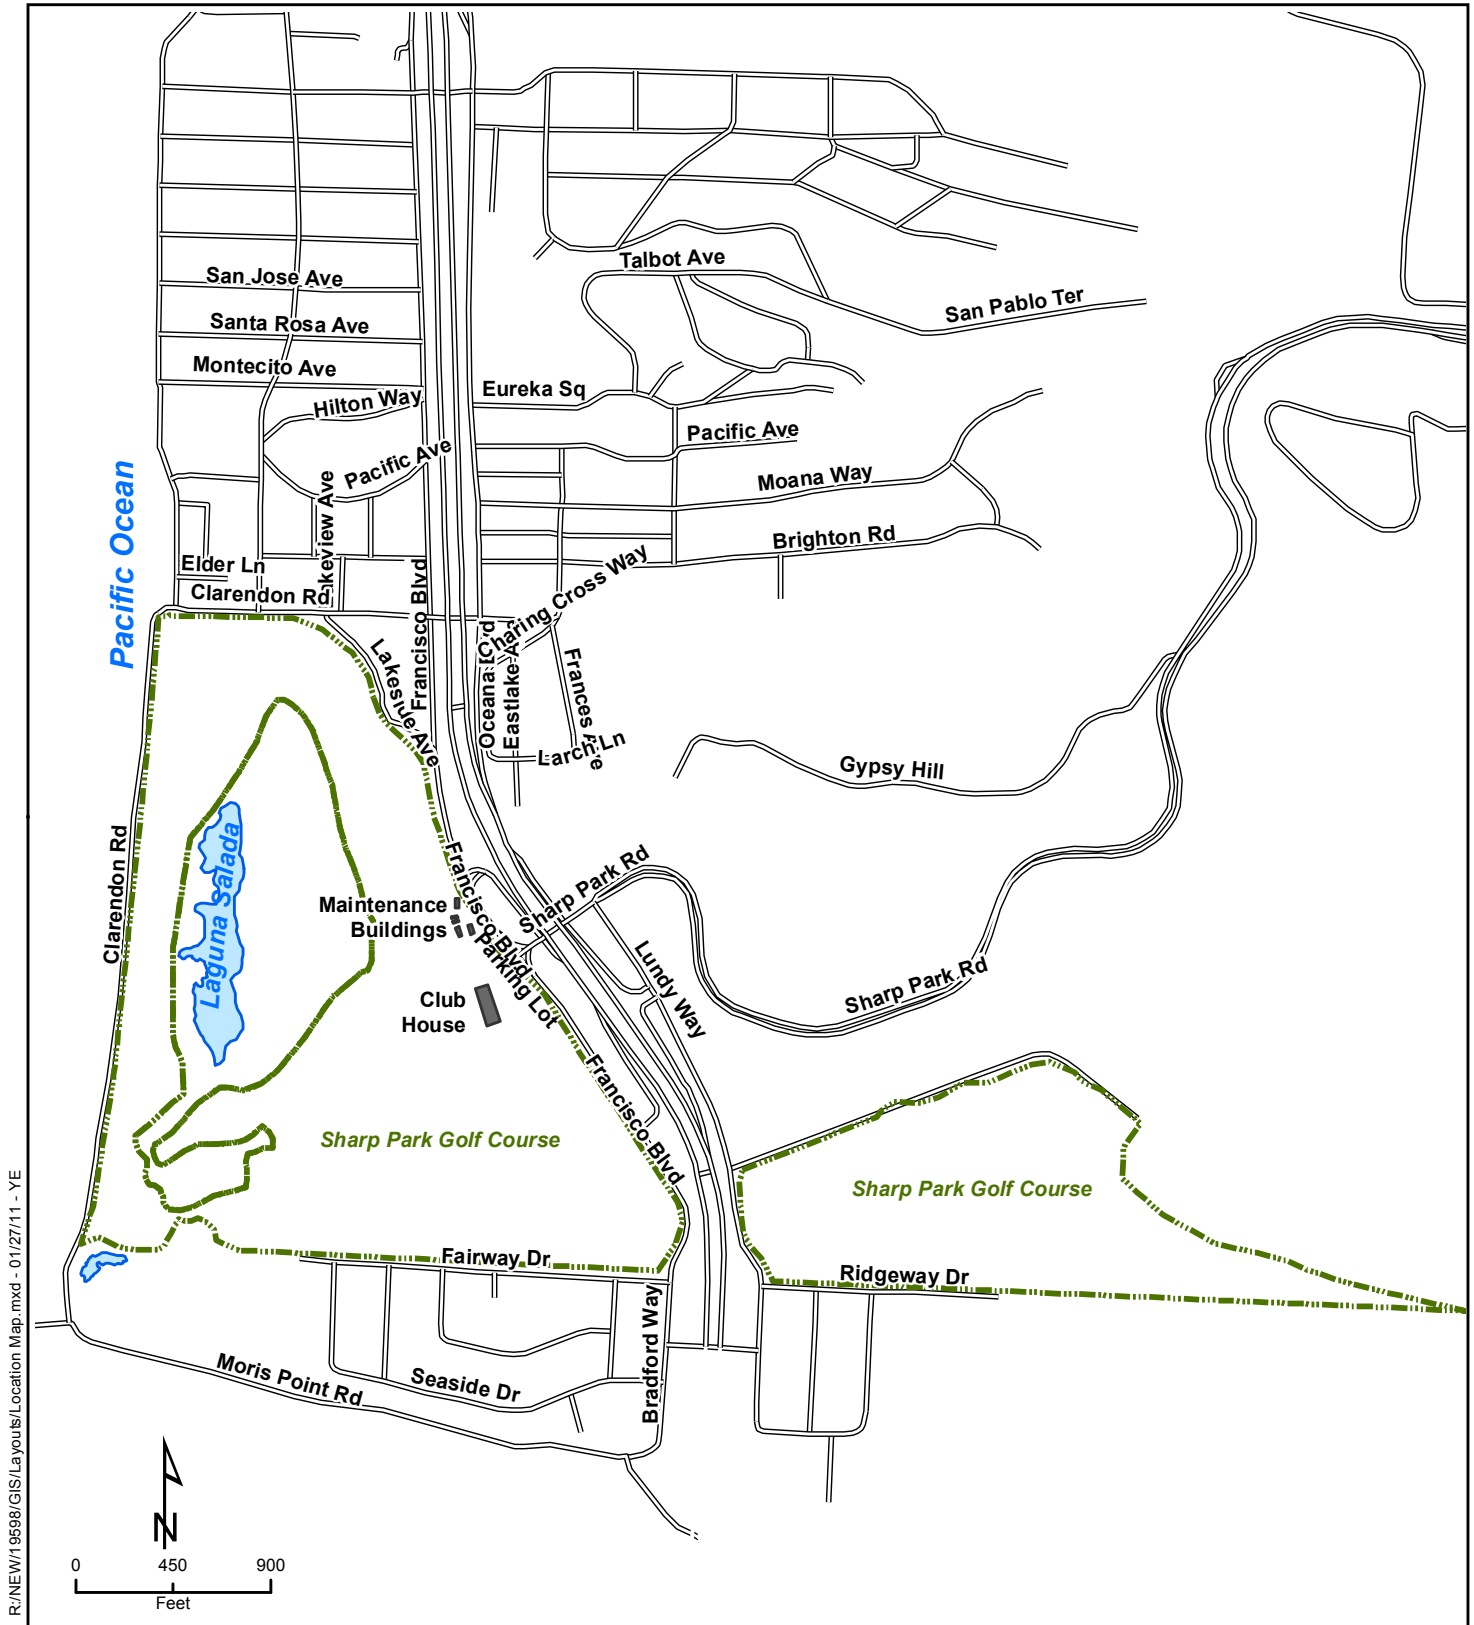 Talbot Ave
San Jose Ave
San Pablo Ter
Santa Rosa Ave
Montecito Ave
Eureka Sq
Hilton Way
Pacific Ave
Pacific Ave
Moana Way
Pacific Ocean
Lakeview Ave
Brighton Rd
Elder Ln
Clarendon Rd
Francisco Blvd
Charing Cross Way
Lakeside Ave
Oceana Blvd
Eastlake Ave
Frances Ave
Larch Ln
Gypsy Hill
Clarendon Rd
Laguna Salada
Francisco Blvd
Sharp Park Rd
Maintenance
Buildings
Parking Lot
Lundy Way
Sharp Park Rd
Club
House
Francisco Blvd
Sharp Park Golf Course
Sharp Park Golf Course
Fairway Dr
Ridgeway Dr
Bradford Way
Moris Point Rd
Seaside Dr
N
0 450 900
Feet
R:/NEW/19598/GIS/Layouts/Location Map.mxd - 01/27/11 - YE